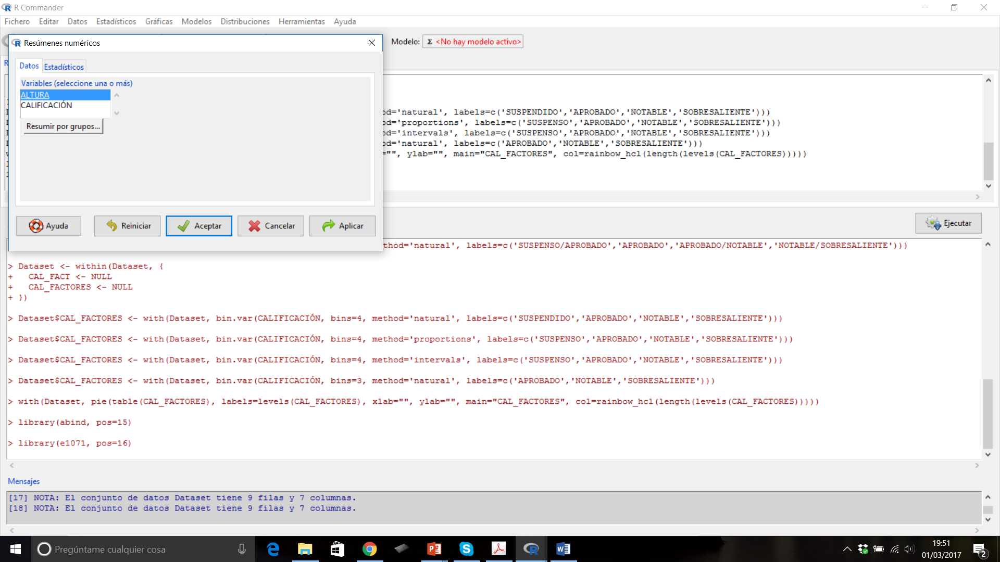 R Commander
Fichero Editar Datos Estadísticos Gráficas Modelos Distribuciones Herramientas Ayuda
Resúmenes numéricos
Modelo: Σ <No hay modelo activo>
Datos Estadísticos
Variables (seleccione una o más)
ALTURA
CALIFICACIÓN
Resumir por grupos...
Ayuda Reiniciar Aceptar Cancelar Aplicar
od='natural', labels=c('SUSPENDIDO','APROBADO','NOTABLE','SOBRESALIENTE')))
od='proportions', labels=c('SUSPENSO','APROBADO','NOTABLE','SOBRESALIENTE')))
od='intervals', labels=c('SUSPENSO','APROBADO','NOTABLE','SOBRESALIENTE')))
od='natural', labels=c('APROBADO','NOTABLE','SOBRESALIENTE')))
="", ylab="", main="CAL_FACTORES", col=rainbow_hcl(length(levels(CAL_FACTORES)))))
Ejecutar
thod='natural', labels=c('SUSPENSO/APROBADO','APROBADO','APROBADO/NOTABLE','NOTABLE/SOBRESALIENTE')))
> Dataset <- within(Dataset, {
+   CAL_FACT <- NULL
+   CAL_FACTORES <- NULL
+ })
> Dataset$CAL_FACTORES <- with(Dataset, bin.var(CALIFICACIÓN, bins=4, method='natural', labels=c('SUSPENDIDO','APROBADO','NOTABLE','SOBRESALIENTE')))
> Dataset$CAL_FACTORES <- with(Dataset, bin.var(CALIFICACIÓN, bins=4, method='proportions', labels=c('SUSPENSO','APROBADO','NOTABLE','SOBRESALIENTE')))
> Dataset$CAL_FACTORES <- with(Dataset, bin.var(CALIFICACIÓN, bins=4, method='intervals', labels=c('SUSPENSO','APROBADO','NOTABLE','SOBRESALIENTE')))
> Dataset$CAL_FACTORES <- with(Dataset, bin.var(CALIFICACIÓN, bins=3, method='natural', labels=c('APROBADO','NOTABLE','SOBRESALIENTE')))
> with(Dataset, pie(table(CAL_FACTORES), labels=levels(CAL_FACTORES), xlab="", ylab="", main="CAL_FACTORES", col=rainbow_hcl(length(levels(CAL_FACTORES)))))
> library(abind, pos=15)
> library(e1071, pos=16)
Mensajes
[17] NOTA: El conjunto de datos Dataset tiene 9 filas y 7 columnas.
[18] NOTA: El conjunto de datos Dataset tiene 9 filas y 7 columnas.
Pregúntame cualquier cosa
19:51
01/03/2017
2